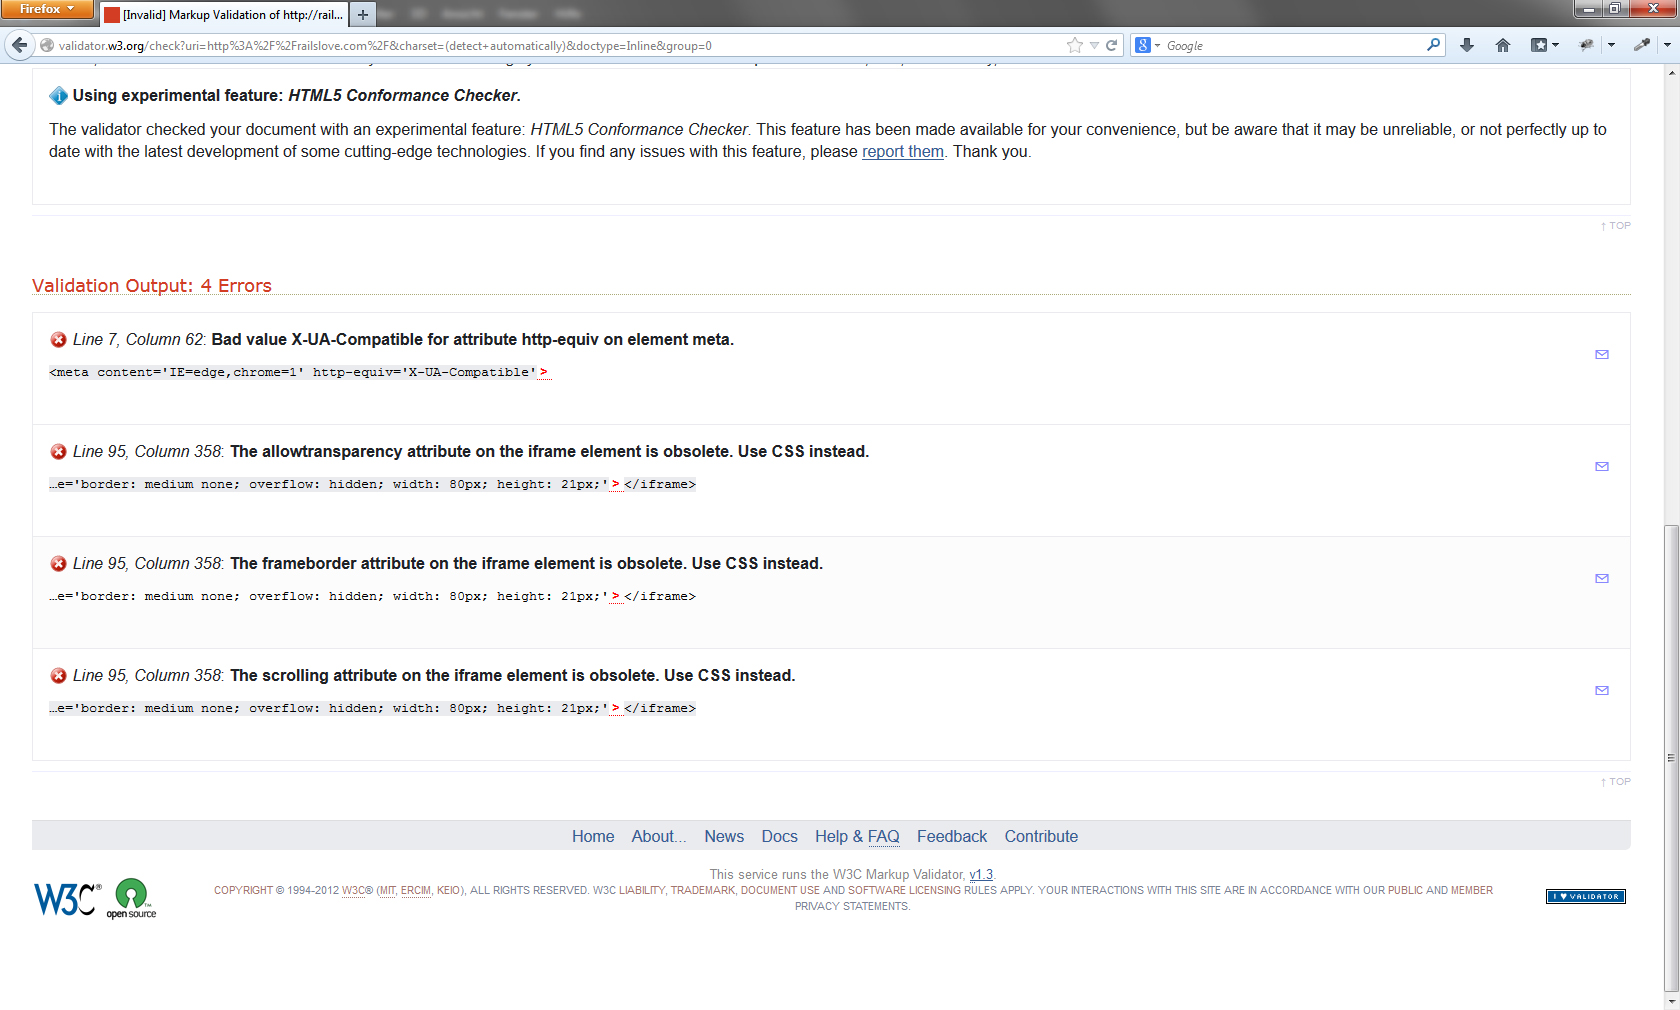 Firefox
[Invalid] Markup Validation of http://rail...
validator.w3.org/check?uri=http%3A%2F%2Frailslove.com%2F&charset=(detect+automatically)&doctype=Inline&group=0
8
Google
Using experimental feature: HTML5 Conformance Checker.
The validator checked your document with an experimental feature: HTML5 Conformance Checker. This feature has been made available for your convenience, but be aware that it may be unreliable, or not perfectly up to
date with the latest development of some cutting-edge technologies. If you find any issues with this feature, please report them. Thank you.
↑ TOP
Validation Output: 4 Errors
Line 7, Column 62: Bad value X-UA-Compatible for attribute http-equiv on element meta.
<meta content='IE=edge,chrome=1' http-equiv='X-UA-Compatible'>
Line 95, Column 358: The allowtransparency attribute on the iframe element is obsolete. Use CSS instead.
…e='border: medium none; overflow: hidden; width: 80px; height: 21px;'></iframe>
Line 95, Column 358: The frameborder attribute on the iframe element is obsolete. Use CSS instead.
…e='border: medium none; overflow: hidden; width: 80px; height: 21px;'></iframe>
Line 95, Column 358: The scrolling attribute on the iframe element is obsolete. Use CSS instead.
…e='border: medium none; overflow: hidden; width: 80px; height: 21px;'></iframe>
↑ TOP
Home About... News Docs Help & FAQ Feedback Contribute
This service runs the W3C Markup Validator, v1.3.
W3C®
open source™
COPYRIGHT © 1994-2012 W3C® (MIT, ERCIM, KEIO), ALL RIGHTS RESERVED. W3C LIABILITY, TRADEMARK, DOCUMENT USE AND SOFTWARE LICENSING RULES APPLY. YOUR INTERACTIONS WITH THIS SITE ARE IN ACCORDANCE WITH OUR PUBLIC AND MEMBER
PRIVACY STATEMENTS.
I ♥ VALIDATOR